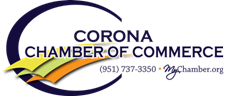 CORONA
CHAMBER OF COMMERCE
(951) 737-3350 • MyChamber.org